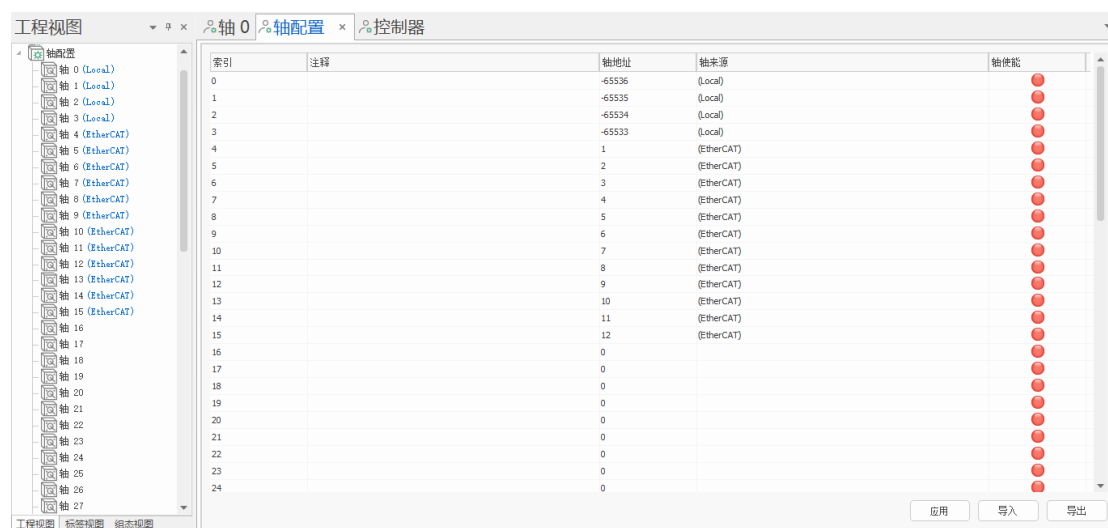 工程视图
轴 0 轴配置 × 控制器
轴配置
轴 0 (Local)
轴 1 (Local)
轴 2 (Local)
轴 3 (Local)
轴 4 (EtherCAT)
轴 5 (EtherCAT)
轴 6 (EtherCAT)
轴 7 (EtherCAT)
轴 8 (EtherCAT)
轴 9 (EtherCAT)
轴 10 (EtherCAT)
轴 11 (EtherCAT)
轴 12 (EtherCAT)
轴 13 (EtherCAT)
轴 14 (EtherCAT)
轴 15 (EtherCAT)
轴 16
轴 17
轴 18
轴 19
轴 20
轴 21
轴 22
轴 23
轴 24
轴 25
轴 26
轴 27
工程视图 标签视图 组态视图
索引 注释 轴地址 轴来源 轴使能
0 -65536 (Local)
1 -65535 (Local)
2 -65534 (Local)
3 -65533 (Local)
4 1 (EtherCAT)
5 2 (EtherCAT)
6 3 (EtherCAT)
7 4 (EtherCAT)
8 5 (EtherCAT)
9 6 (EtherCAT)
10 7 (EtherCAT)
11 8 (EtherCAT)
12 9 (EtherCAT)
13 10 (EtherCAT)
14 11 (EtherCAT)
15 12 (EtherCAT)
16 0
17 0
18 0
19 0
20 0
21 0
22 0
23 0
24 0
应用 导入 导出